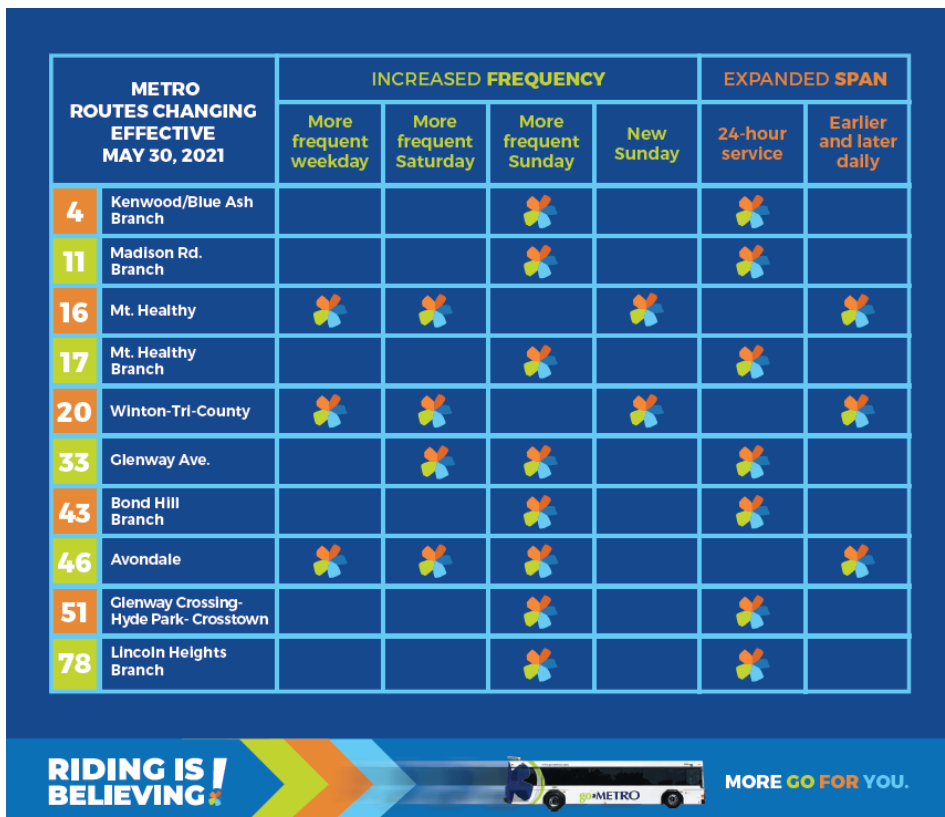 METRO
ROUTES CHANGING
EFFECTIVE
MAY 30, 2021
INCREASED FREQUENCY
EXPANDED SPAN
More
frequent
weekday
More
frequent
Saturday
More
frequent
Sunday
New
Sunday
24-hour
service
Earlier
and later
daily
4
Kenwood/Blue Ash
Branch
11
Madison Rd.
Branch
16
Mt. Healthy
17
Mt. Healthy
Branch
20
Winton-Tri-County
33
Glenway Ave.
43
Bond Hill
Branch
46
Avondale
51
Glenway Crossing-
Hyde Park- Crosstown
78
Lincoln Heights
Branch
RIDING IS
BELIEVING!
go*METRO
MORE GO FOR YOU.